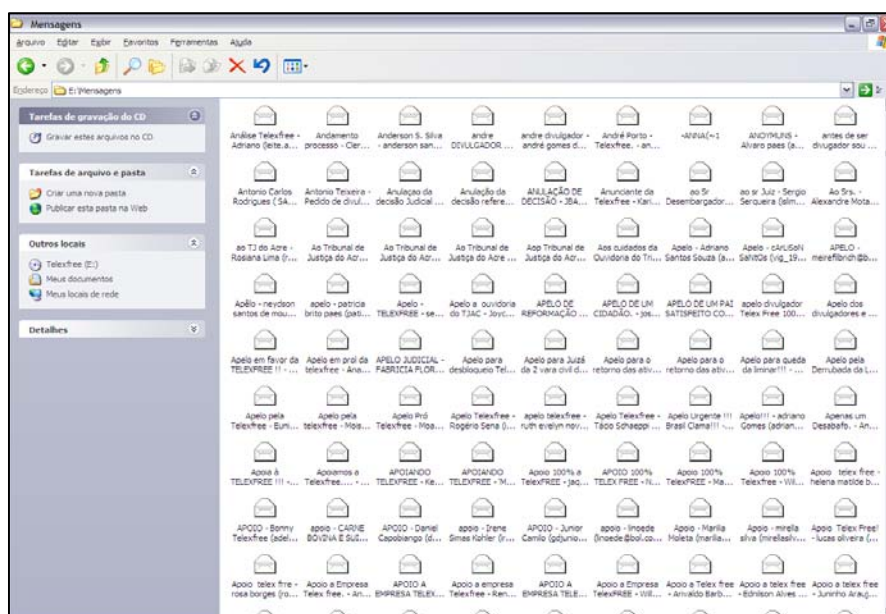 Mensagens
Arquivo Editar Exibir Favoritos Ferramentas Ajuda
Endereço E:\Mensagens
Tarefas de gravação do CD
Gravar estes arquivos no CD
Tarefas de arquivo e pasta
Criar uma nova pasta
Publicar esta pasta na Web
Outros locais
Telexfree (E:)
Meus documentos
Meus locais de rede
Detalhes
Análise Telexfree - Andamento Anderson S. Silva andre andre divulgador - André Porto - ANOYMUNS - antes de ser
Adriano (leite.a... processo - Cler... - anderson san... DIVULGADOR ... andré gomes d... Telexfree. - an... Alvaro paes (a... divugador sou ...
Antonio Carlos Antonio Teixeira - Anulaçao da Anulação da ANULAÇÃO DE Anunciante da ao Sr ao sr Juiz - Sergio Ao Srs. -
Rodrigues ( SA... Pedido de divul... decisão Judicial ... decisão refere... DECISÃO - JBA... Telexfree - Kari... Desembargador... Serqueira (islm... Alexandre Mota...
ao TJ do Acre - Ao Tribunal de Ao Tribunal de Ao Tribunal de Aop Tribunal de Aos cuidados da Apelo - Adriano Apelo - cArLiSoN APELO -
Rosiana Lima (r... Justiça do Acr... Justiça do Acr... Justiça do Acre ... Justiça do Acr... Ouvidoria do Tri... Santos Souza (a... SaNtOs (vig_19... meirefilbrich@b...
Apêlo - neydson apelo - patricia Apelo - Apelo a ouvidoria APELO DE APELO DE UM APELO DE UM PAI apelo divulgador Apelo dos
santos de mou... brito paes (pati... TELEXFREE - se... do TJAC - Joyc... REFORMAÇÃO ... CIDADÃO. - jos... SATISFEITO CO... Telex Free 100... divulgadores e ...
Apelo em favor da Apelo em prol da APELO JUDICIAL - Apelo para Apelo para Juizá Apelo para o Apelo para o Apelo para queda Apelo pela
TELEXFREE !! - ... telexfree - Ana... FABRICIA FLOR... desbloqueio Tel... da 2 vara civil d... retorno das ativ... retorno das ativ... da liminar!!! - ... Derrubada da L...
Apelo pela Apelo pela Apelo Pró Apelo Telexfree - apelo telexfree - Apelo Telexfree - Apelo Urgente !!! Apelo!!! - adriano Apenas um
Telexfree - Euni... telexfree - Mois... Telexfree - Moa... Rogério Sena (... ruth evelyn nov... Tácio Schaeppi ... Brasil Clama!!! -... Gomes (adrian... Desabafo. - An...
Apoia à Apoiamos a APOIANDO APOIANDO Apoio 100% a APOIO 100% Apoio 100% Apoio 100% Apoio telex free -
TELEXFREE !!! -... Telexfree.... - ... TELEXFREE - Ke... TELEXFREE - "M... TelexFREE - jaq... TELEX FREE - N... TelexFREE - Ma... Telexfree - Wil... helena matilde b...
APOIO - Bonny apoio - CARNE APOIO - Daniel apoio - Irene APOIO - Junior apoio - linoede Apoio - Marilia Apoio - mirella Apoio Telex Free!
Telexfree (adel... BOVINA E SUI... Capobiango (d... Simas Kohler (ir... Camilo (gdjunio... (linoede@bol.co... Moleta (marilia... silva (mirellasilv... - lucas oliveira (...
Apoio telex frre - Apoio a Empresa APOIO A Apoio a empresa APOIO A Apoio a Empresa Apoio a Telex free Apoio a telex free Apoio a telex free
rosa borges (ro... Telex free. - An... EMPRESA TELEX... Telexfree - Ren... EMPRESA TELE... TelexFREE - Wil... - Arivaldo Barb... - Ednilson Alves ... - Juninho Arauj...